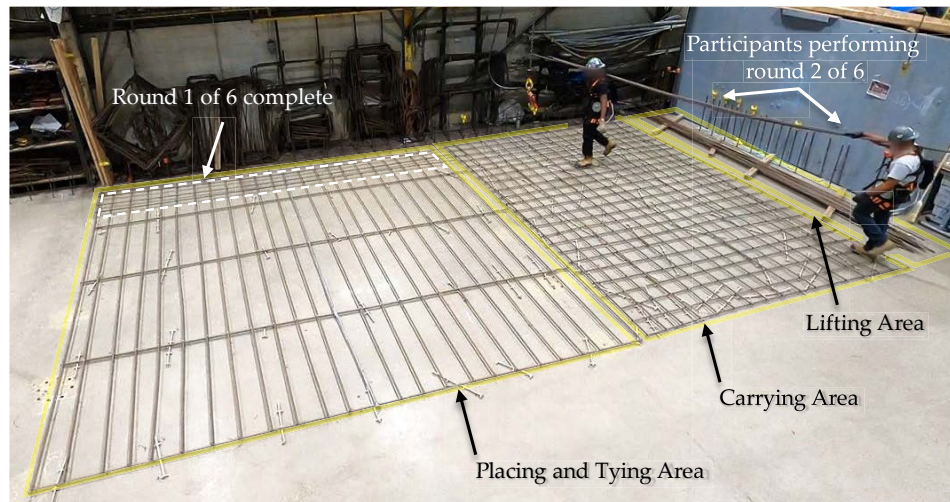 Participants performing
round 2 of 6
Round 1 of 6 complete
Lifting Area
Carrying Area
Placing and Tying Area